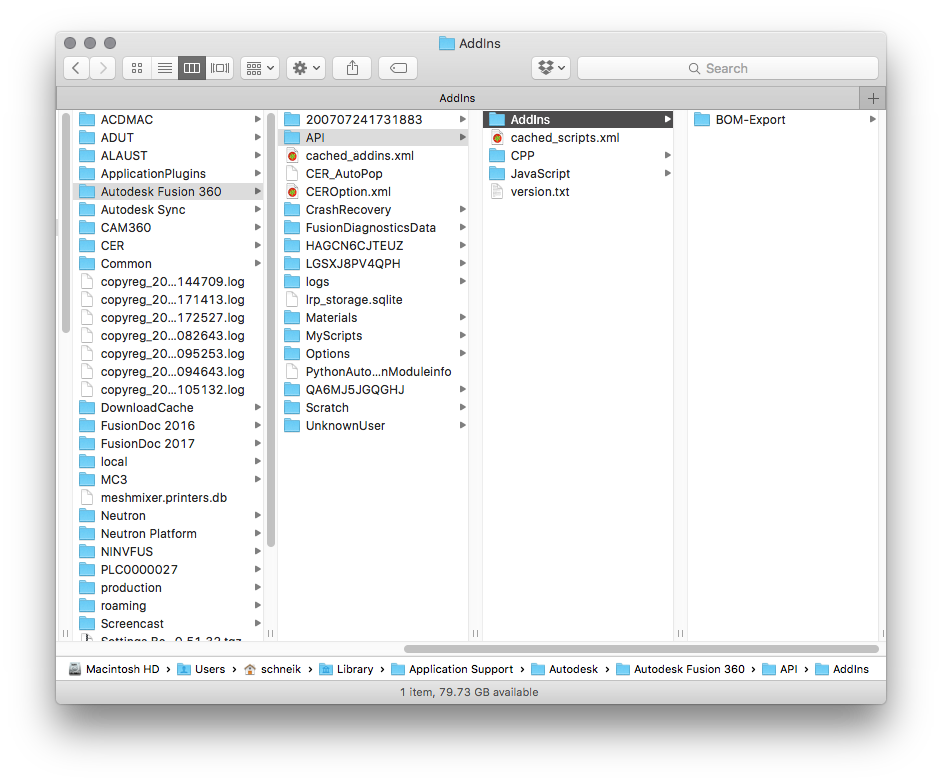 AddIns
Search
AddIns
ACDMAC
ADUT
ALAUST
ApplicationPlugins
Autodesk Fusion 360
Autodesk Sync
CAM360
CER
Common
copyreg_20...144709.log
copyreg_20...171413.log
copyreg_20...172527.log
copyreg_20...082643.log
copyreg_20...095253.log
copyreg_20...094643.log
copyreg_20...105132.log
DownloadCache
FusionDoc 2016
FusionDoc 2017
local
MC3
meshmixer.printers.db
Neutron
Neutron Platform
NINVFUS
PLC0000027
production
roaming
Screencast
200707241731883
API
cached_addins.xml
CER_AutoPop
CEROption.xml
CrashRecovery
FusionDiagnosticsData
HAGCN6CJTEUZ
LGSXJ8PV4QPH
logs
lrp_storage.sqlite
Materials
MyScripts
Options
PythonAuto...nModuleinfo
QA6MJ5JGQGHJ
Scratch
UnknownUser
AddIns
cached_scripts.xml
CPP
JavaScript
version.txt
BOM-Export
Macintosh HD › Users › schneik › Library › Application Support › Autodesk › Autodesk Fusion 360 › API › AddIns
1 item, 79.73 GB available